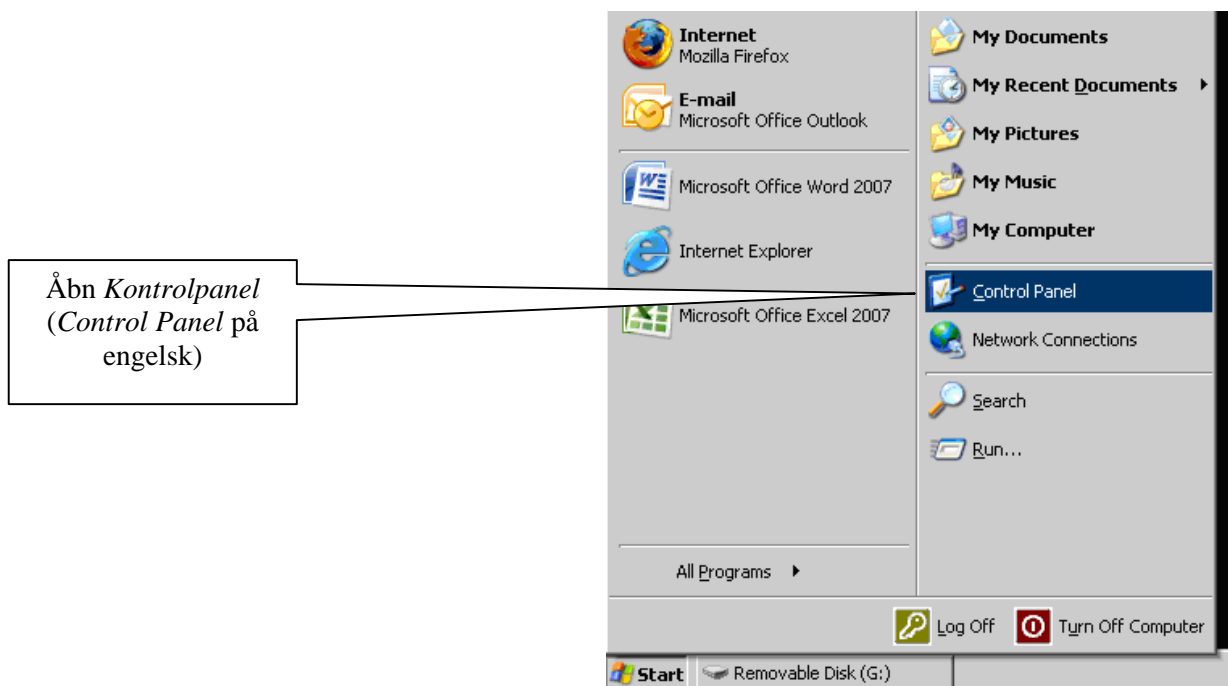 Åbn Kontrolpanel
(Control Panel på
engelsk)
Internet
Mozilla Firefox
E-mail
Microsoft Office Outlook
Microsoft Office Word 2007
Internet Explorer
Microsoft Office Excel 2007
All Programs
My Documents
My Recent Documents
My Pictures
My Music
My Computer
Control Panel
Network Connections
Search
Run...
Log Off
Turn Off Computer
Start
Removable Disk (G:)